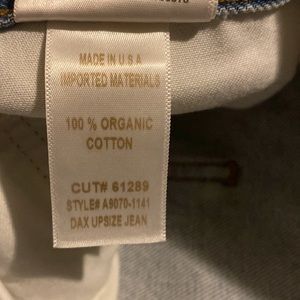 MADE IN U.S.A
IMPORTED MATERIALS
100 % ORGANIC
COTTON
CUT# 61289
STYLE# A9070-1141
DAX UPSIZE JEAN